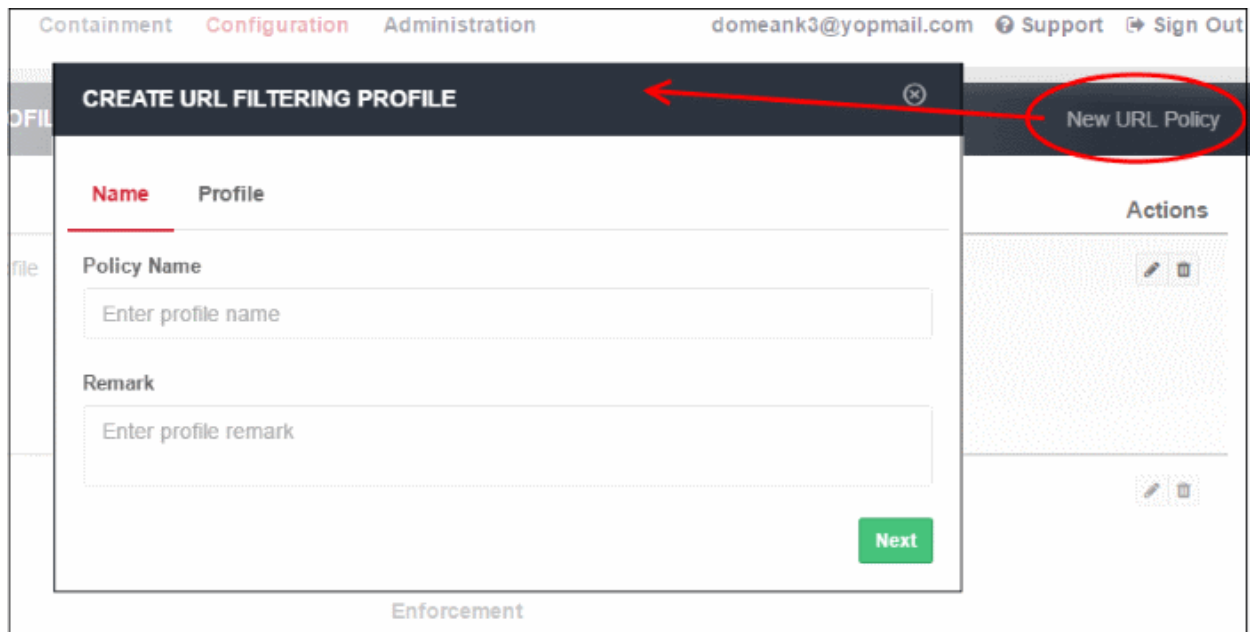 Containment Configuration Administration domeank3@yopmail.com Support Sign Out
CREATE URL FILTERING PROFILE
New URL Policy
Name Profile
Actions
Policy Name
Enter profile name
Remark
Enter profile remark
Next
Enforcement